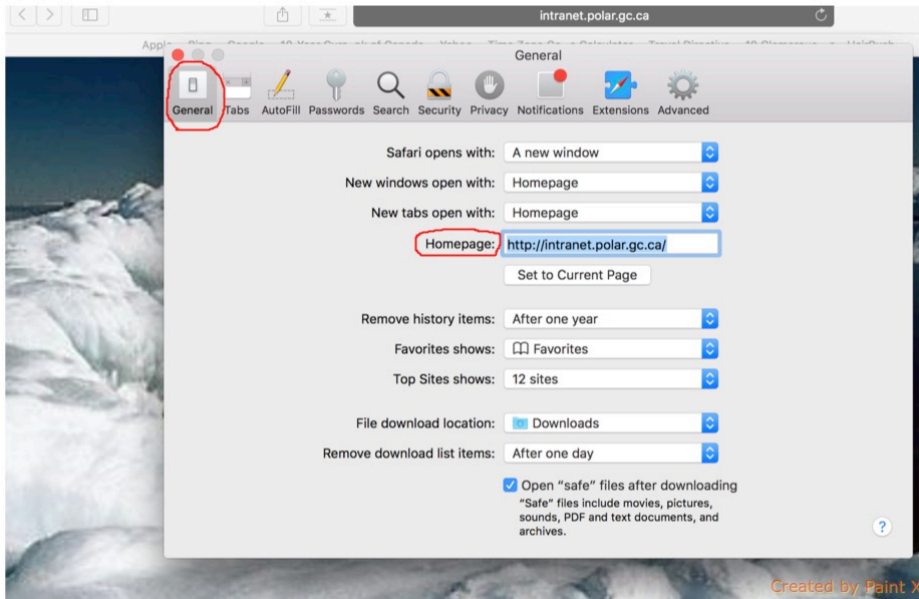 intranet.polar.gc.ca
General
General Tabs AutoFill Passwords Search Security Privacy Notifications Extensions Advanced
Safari opens with: A new window
New windows open with: Homepage
New tabs open with: Homepage
Homepage: http://intranet.polar.gc.ca/
Set to Current Page
Remove history items: After one year
Favorites shows: Favorites
Top Sites shows: 12 sites
File download location: Downloads
Remove download list items: After one day
Open “safe” files after downloading
“Safe” files include movies, pictures,
sounds, PDF and text documents, and
archives.
?
Created by Paint X